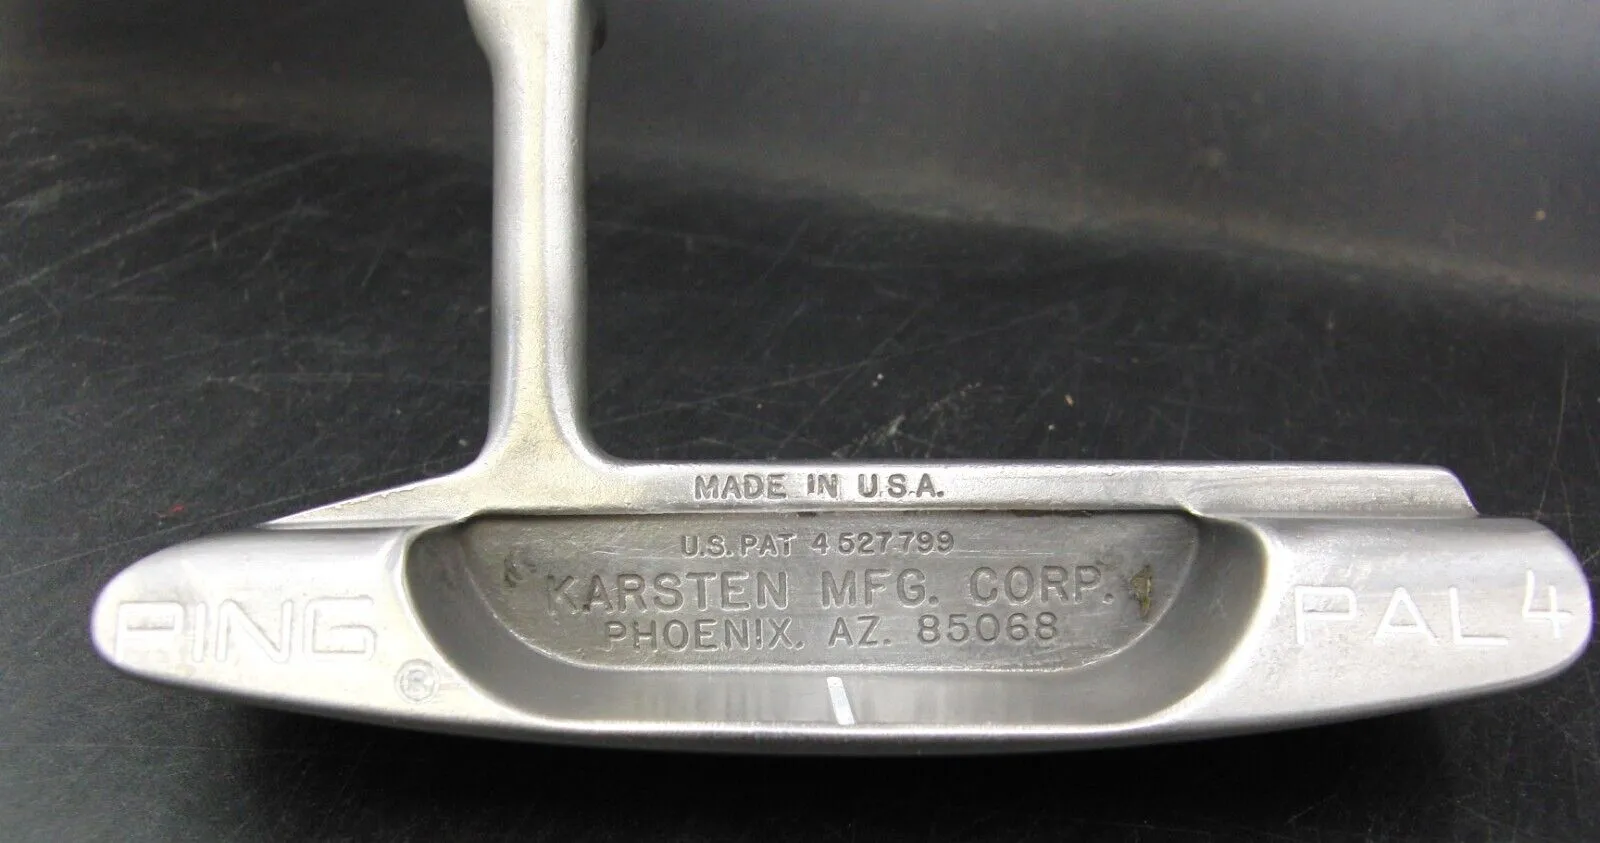 MADE IN U.S.A.
U.S. PAT 4 527 799
KARSTEN MFG. CORP.
PHOENIX, AZ. 85068
PING ®
PAL 4